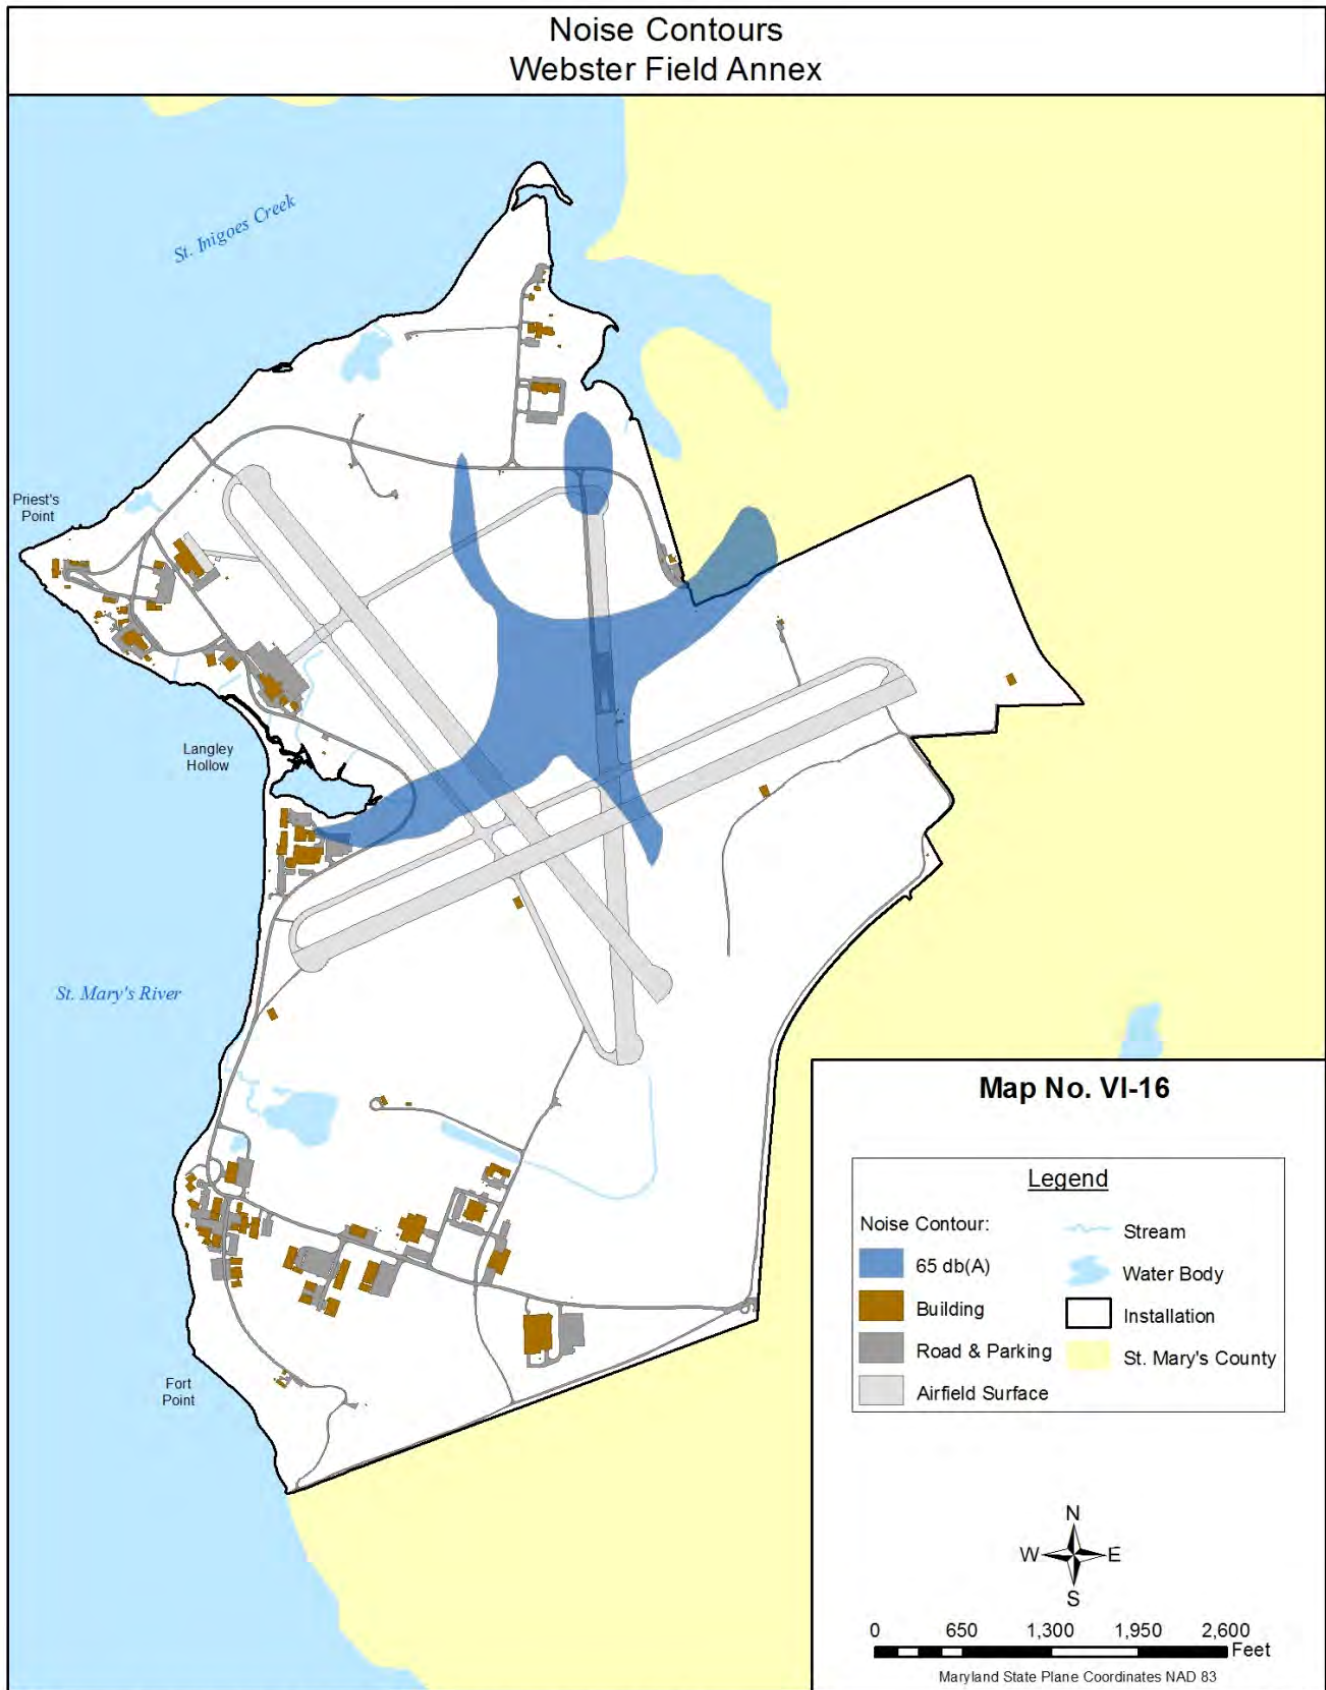 Noise Contours
Webster Field Annex
St. Inigoes Creek
Priest's
Point
Langley
Hollow
St. Mary's River
Fort
Point
Map No. VI-16
Legend
Noise Contour:
65 db(A)
Building
Road & Parking
Airfield Surface
Stream
Water Body
Installation
St. Mary's County
N
W E
S
0 650 1,300 1,950 2,600
Feet
Maryland State Plane Coordinates NAD 83